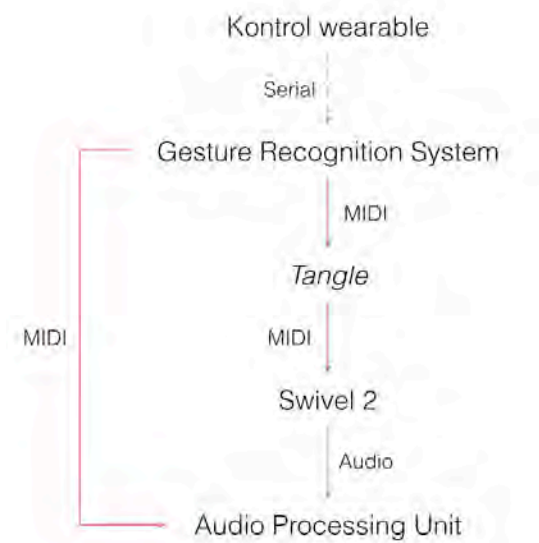 Kontrol wearable
Serial
Gesture Recognition System
MIDI
Tangle
MIDI
MIDI
Swivel 2
Audio
Audio Processing Unit